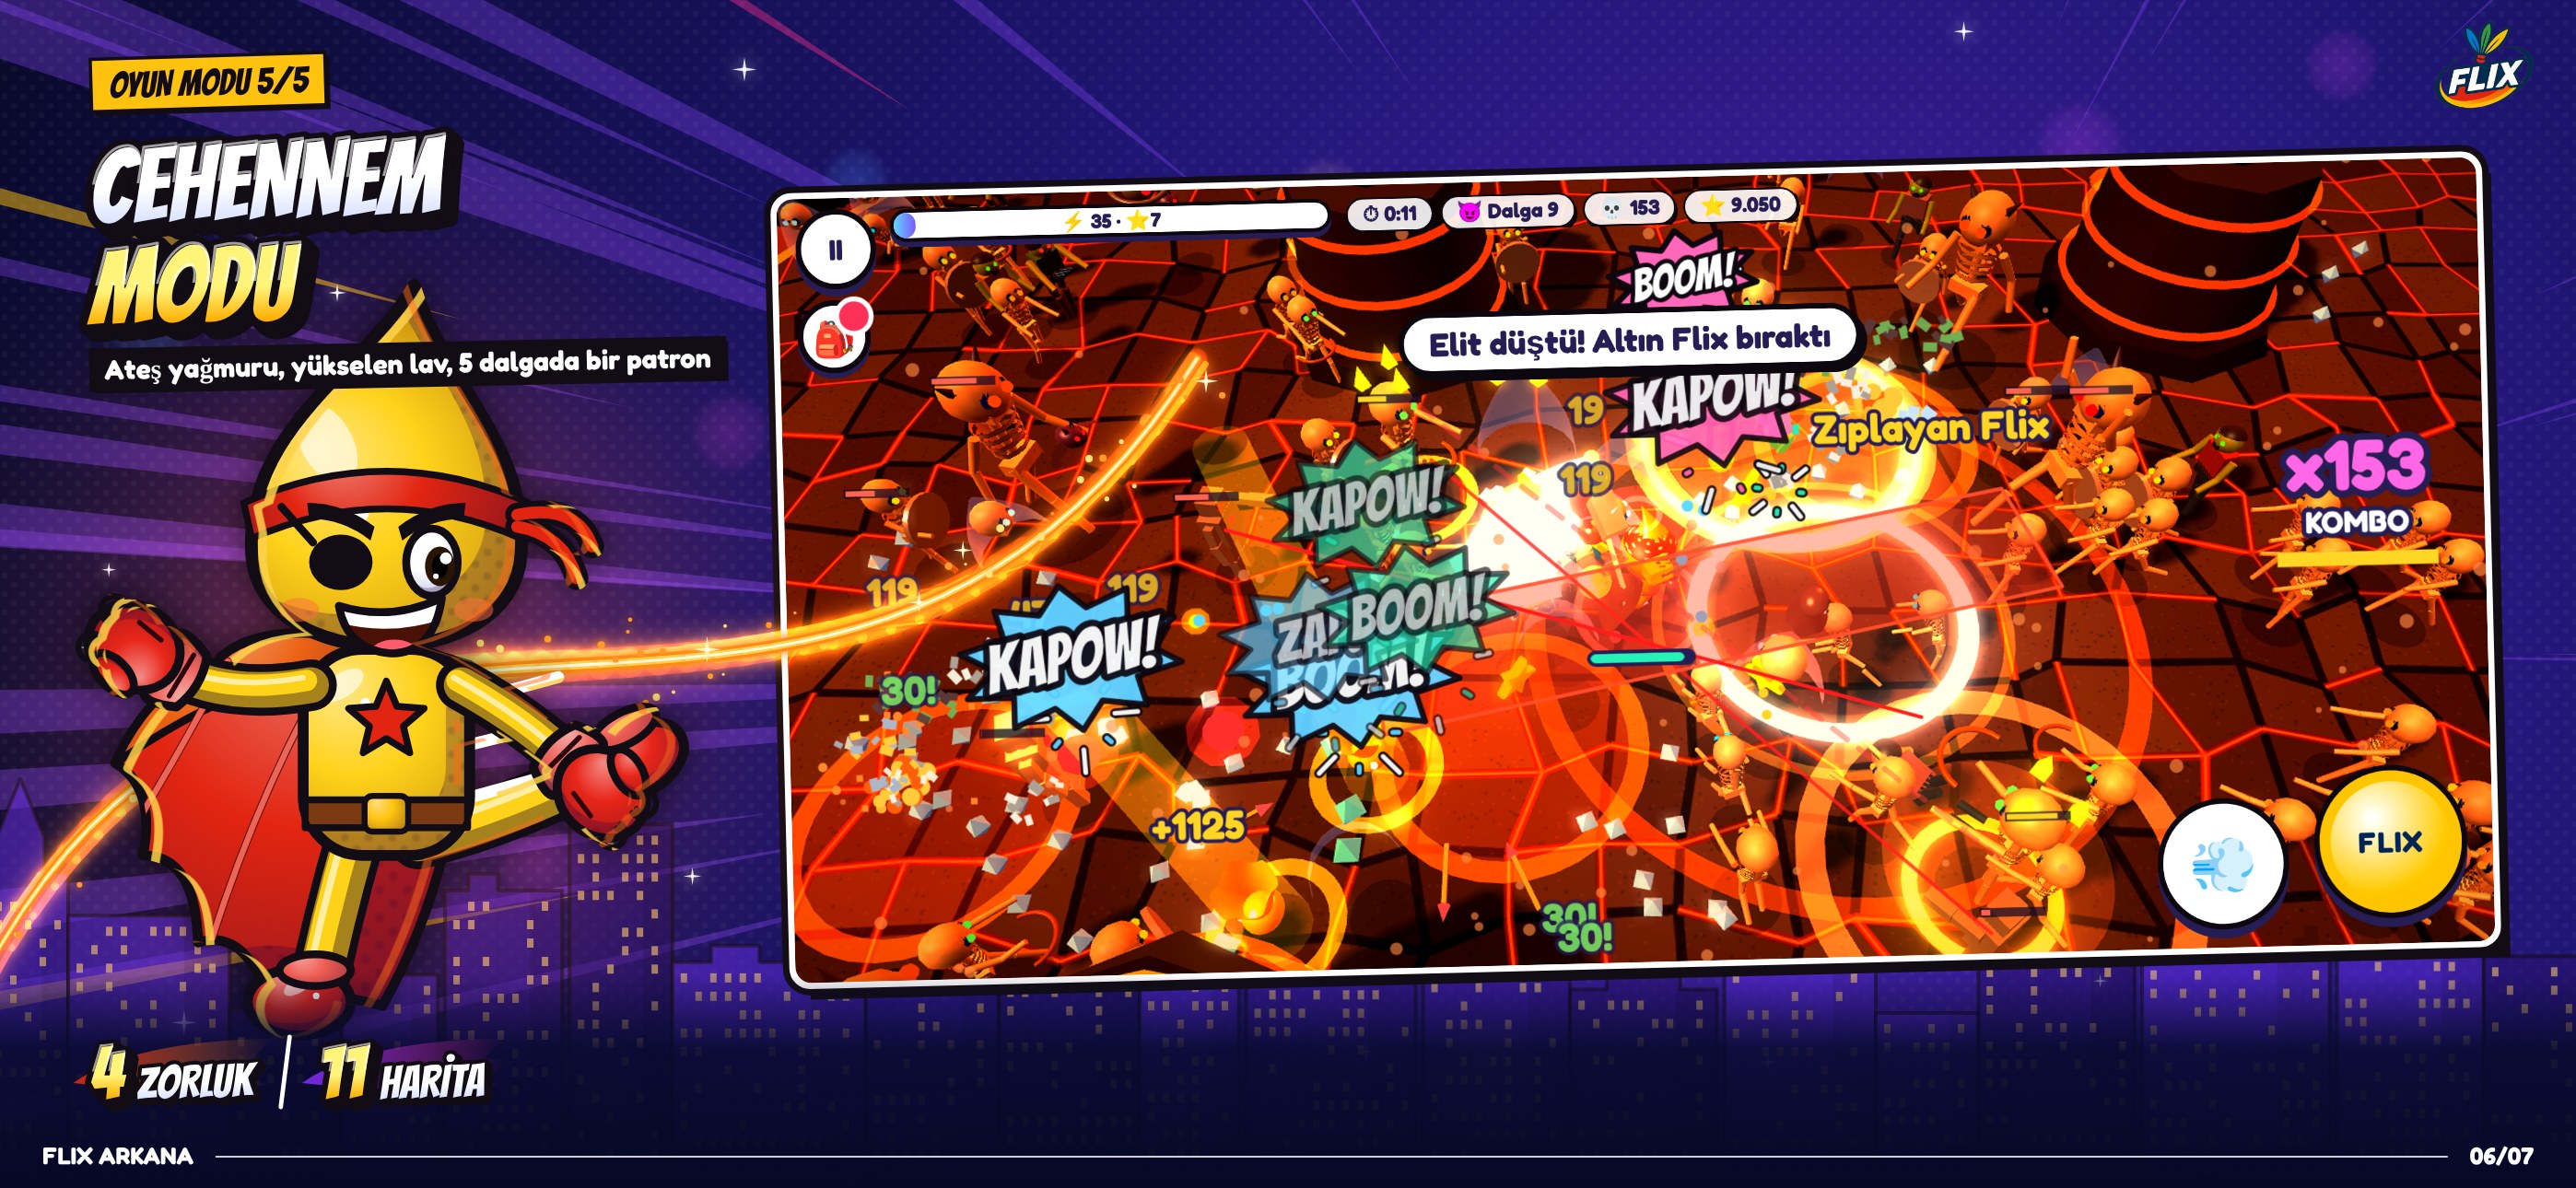 OYUN MODU 5/5
FLIX
CEHENNEM
MODU
Ateş yağmuru, yükselen lav, 5 dalgada bir patron
35 · 7
0:11
Dalga 9
153
9.050
BOOM!
Elit düştü! Altın Flix bıraktı
KAPOW!
19
Zıplayan Flix
119
KAPOW!
x153
KOMBO
119
119
BOOM!
KAPOW!
30!
+1125
FLIX
30!
30!
4 ZORLUK
11 HARİTA
FLIX ARKANA
06/07